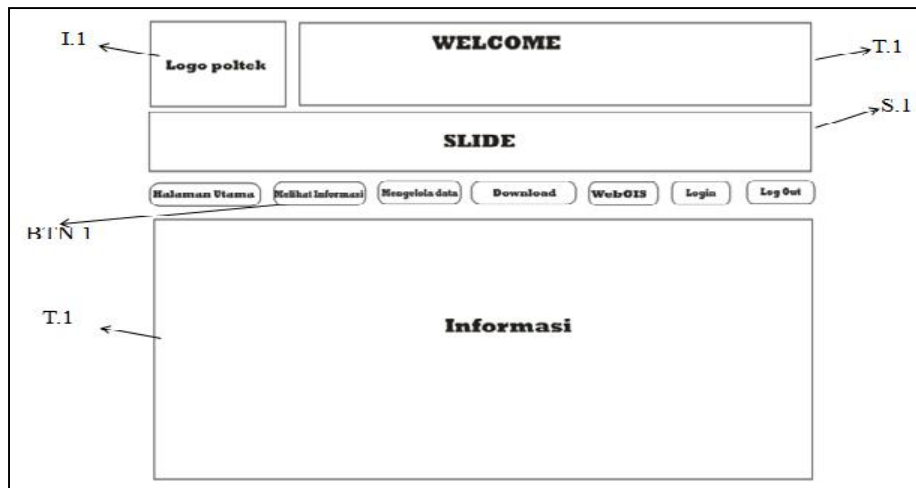 I.1
WELCOME
T.1
Logo poltek
S.1
SLIDE
Halaman Utama Melihat Informasi Mengelola data Download WebGIS Login Log Out
BTN 1
T.1
Informasi